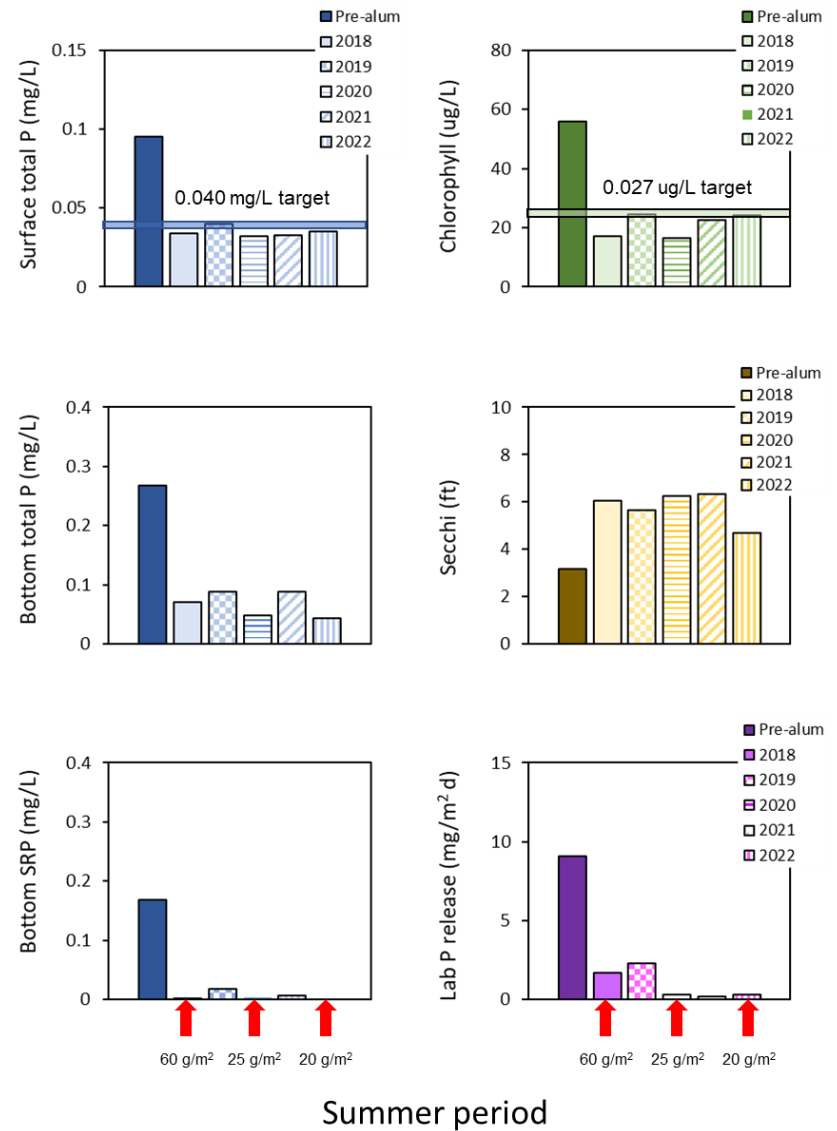 Pre-alum
2018
2019
2020
2021
2022
0.15
0.1
0.05
0
Surface total P (mg/L)
0.040 mg/L target
Pre-alum
2018
2019
2020
2021
2022
80
60
40
20
0
Chlorophyll (ug/L)
0.027 ug/L target
0.4
0.3
0.2
0.1
0
Bottom total P (mg/L)
Pre-alum
2018
2019
2020
2021
2022
10
8
6
4
2
0
Secchi (ft)
0.4
0.3
0.2
0.1
0
Bottom SRP (mg/L)
60 g/m²
25 g/m²
20 g/m²
Pre-alum
2018
2019
2020
2021
2022
15
10
5
0
Lab P release (mg/m² d)
60 g/m²
25 g/m²
20 g/m²
Summer period